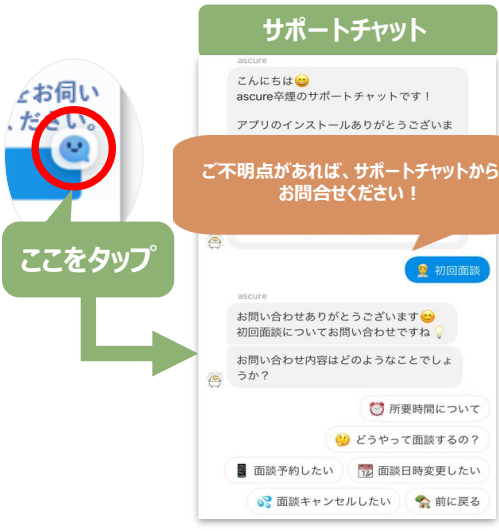 サポートチャット
ascure
こんにちは😄
ascure卒煙のサポートチャットです！
アプリのインストールありがとうございま
をお伺い
ください。
ご不明点があれば、サポートチャットから
お問合せください！
ここをタップ
初回面談
ascure
お問い合わせありがとうございます😄
初回面談についてお問い合わせですね💡
お問い合わせ内容はどのようなことでしょ
うか？
⏰ 所要時間について
🤔 どうやって面談するの？
📱 面談予約したい
📆 面談日時変更したい
💦 面談キャンセルしたい
🏡 前に戻る